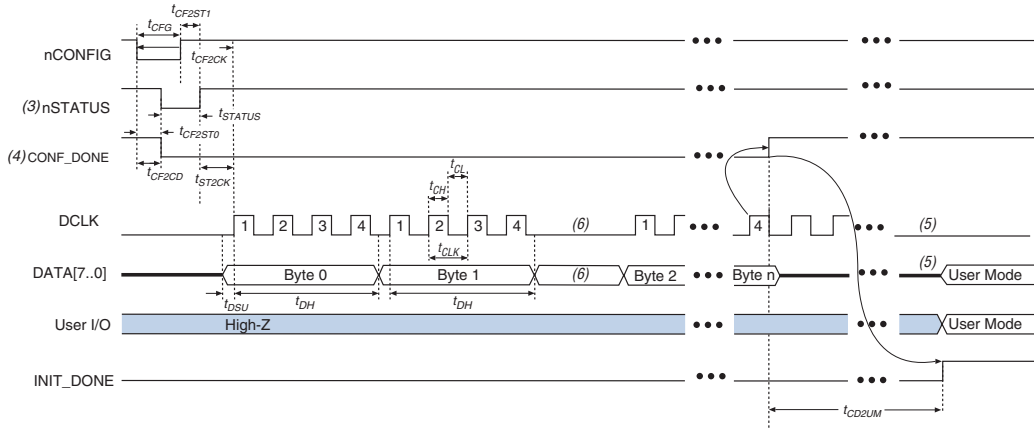 tCF2ST1
tCFG
nCONFIG
tCF2CK
(3) nSTATUS
tSTATUS
tCF2ST0
(4) CONF_DONE
tCF2CD
tST2CK
tCL
tCH
DCLK
1 2 3 4 1 2 3 4 (6) 1 4 (5)
tCLK
DATA[7..0]
Byte 0 Byte 1 (6) Byte 2 Byte n (5) User Mode
tDSU
tDH
tDH
User I/O
High-Z
User Mode
INIT_DONE
tCD2UM